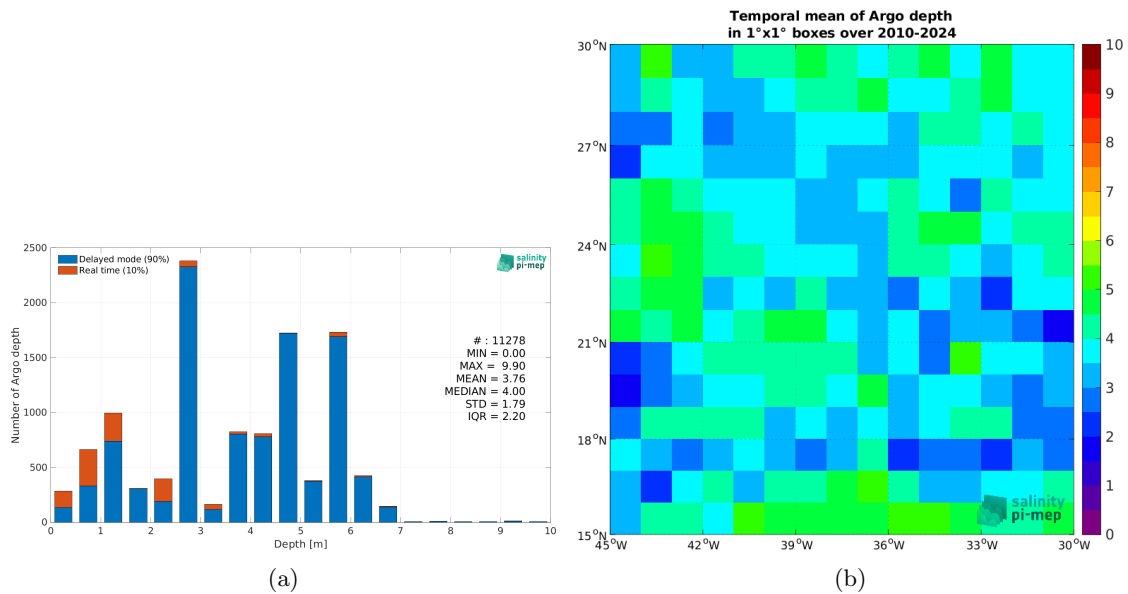 Delayed mode (90%)
Real time (10%)
salinity
pi-mep
# : 11278
MIN = 0.00
MAX = 9.90
MEAN = 3.76
MEDIAN = 4.00
STD = 1.79
IQR = 2.20
Number of Argo depth
2500
2000
1500
1000
500
0
0 1 2 3 4 5 6 7 8 9 10
Depth [m]
(a)
Temporal mean of Argo depth
in 1°x1° boxes over 2010-2024
30°N
27°N
24°N
21°N
18°N
15°N
45°W 42°W 39°W 36°W 33°W 30°W
salinity
pi-mep
10
9
8
7
6
5
4
3
2
1
0
(b)